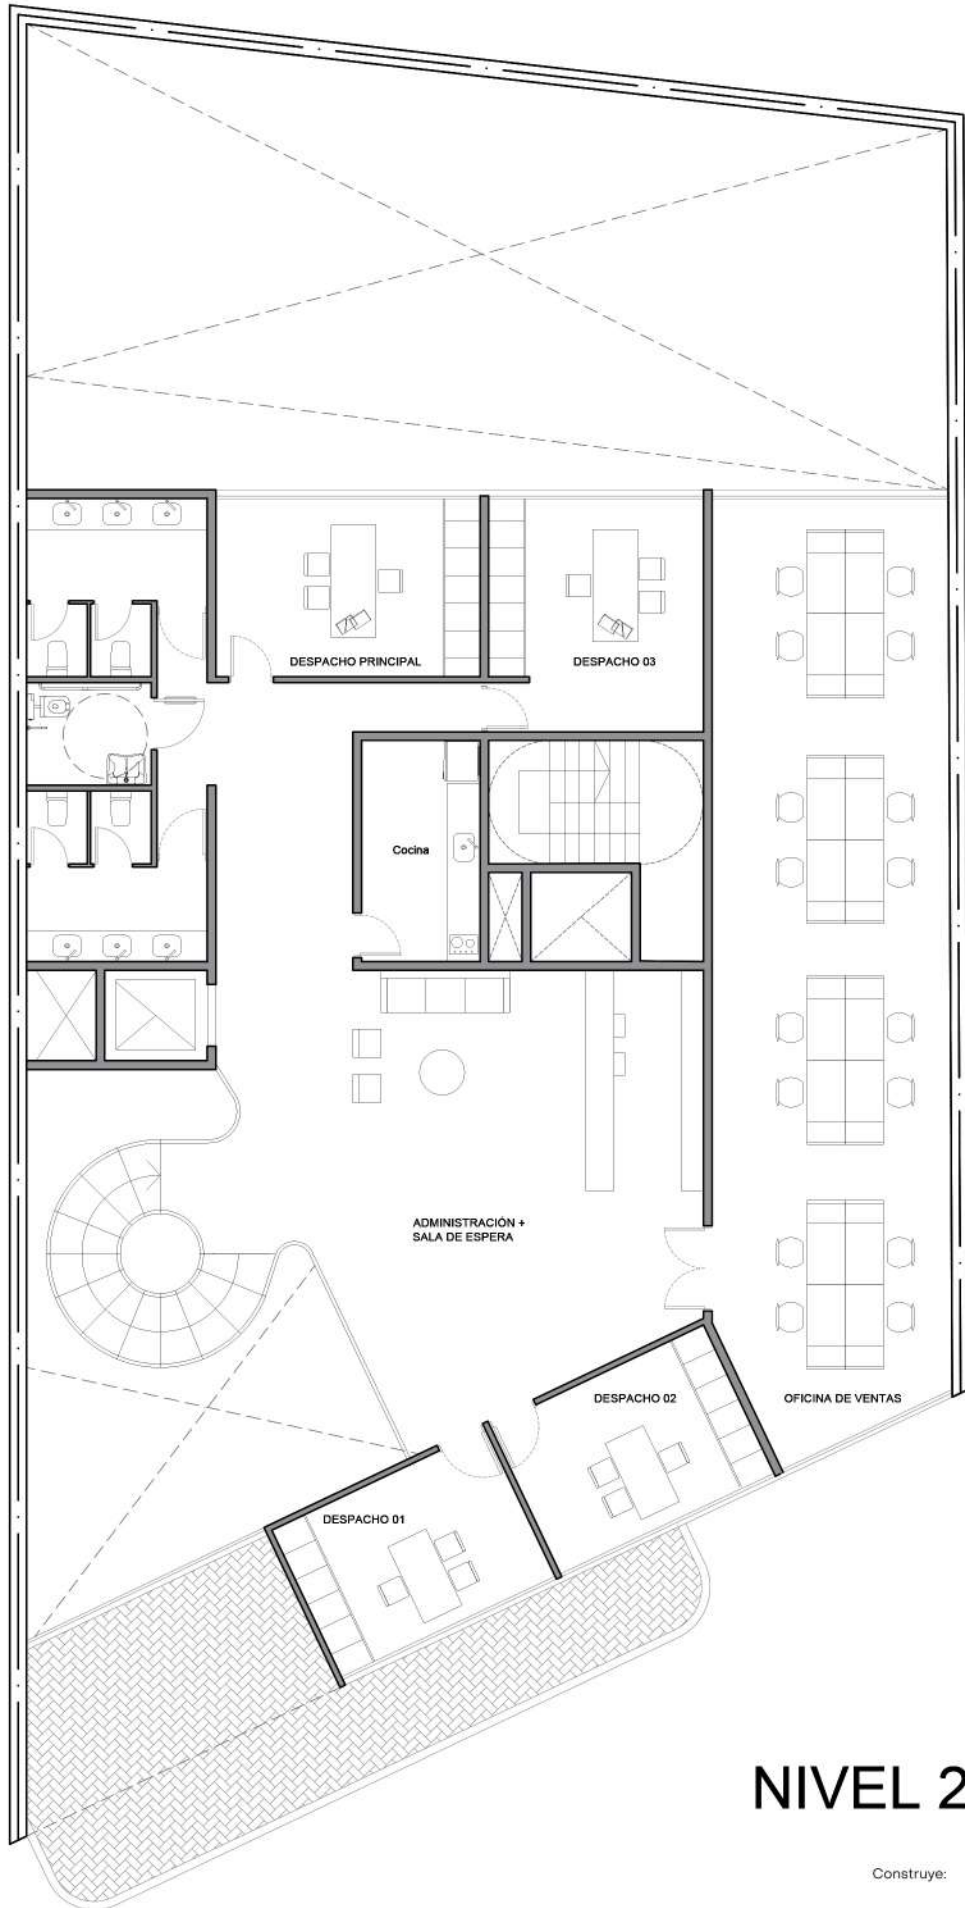 DESPACHO PRINCIPAL
DESPACHO 03
Cocina
ADMINISTRACIÓN +
SALA DE ESPERA
DESPACHO 02
OFICINA DE VENTAS
DESPACHO 01
NIVEL 2
Construye: